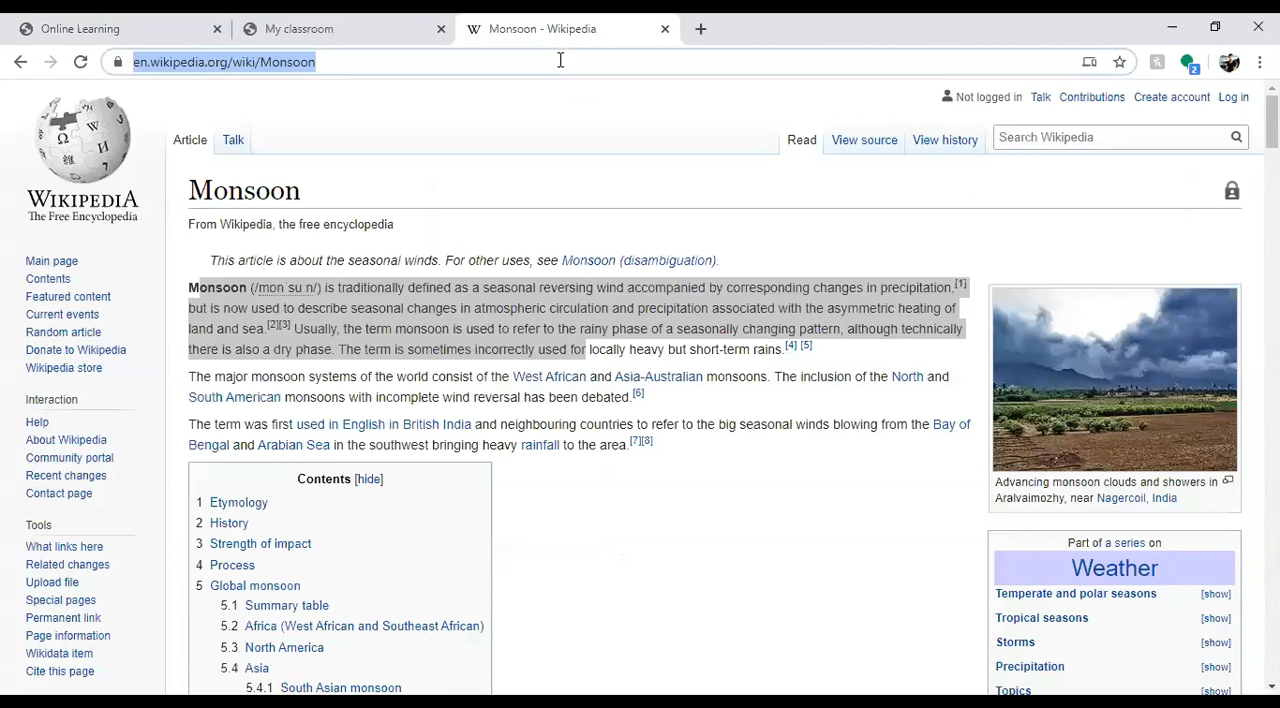 Online Learning
My classroom
Monsoon - Wikipedia
en.wikipedia.org/wiki/Monsoon
2
Not logged in Talk Contributions Create account Log in
Article Talk Read View source View history Search Wikipedia
WIKIPEDIA
The Free Encyclopedia
Main page
Contents
Featured content
Current events
Random article
Donate to Wikipedia
Wikipedia store
Interaction
Help
About Wikipedia
Community portal
Recent changes
Contact page
Tools
What links here
Related changes
Upload file
Special pages
Permanent link
Page information
Wikidata item
Cite this page
Monsoon
From Wikipedia, the free encyclopedia
This article is about the seasonal winds. For other uses, see Monsoon (disambiguation).
Monsoon is traditionally defined as a seasonal reversing wind accompanied by corresponding changes in precipitation,[1]
but is now used to describe seasonal changes in atmospheric circulation and precipitation associated with the asymmetric heating of
land and sea.[2][3] Usually, the term monsoon is used to refer to the rainy phase of a seasonally changing pattern, although technically
there is also a dry phase. The term is sometimes incorrectly used for locally heavy but short-term rains.[4] [5]
The major monsoon systems of the world consist of the West African and Asia-Australian monsoons. The inclusion of the North and
South American monsoons with incomplete wind reversal has been debated.[6]
The term was first used in English in British India and neighbouring countries to refer to the big seasonal winds blowing from the Bay of
Bengal and Arabian Sea in the southwest bringing heavy rainfall to the area.[7][8]
Contents [hide]
1 Etymology
2 History
3 Strength of impact
4 Process
5 Global monsoon
5.1 Summary table
5.2 Africa (West African and Southeast African)
5.3 North America
5.4 Asia
5.4.1 South Asian monsoon
Advancing monsoon clouds and showers in
Aralvaimozhy, near Nagercoil, India
Part of a series on
Weather
Temperate and polar seasons [show]
Tropical seasons [show]
Storms [show]
Precipitation [show]
Topics [show]